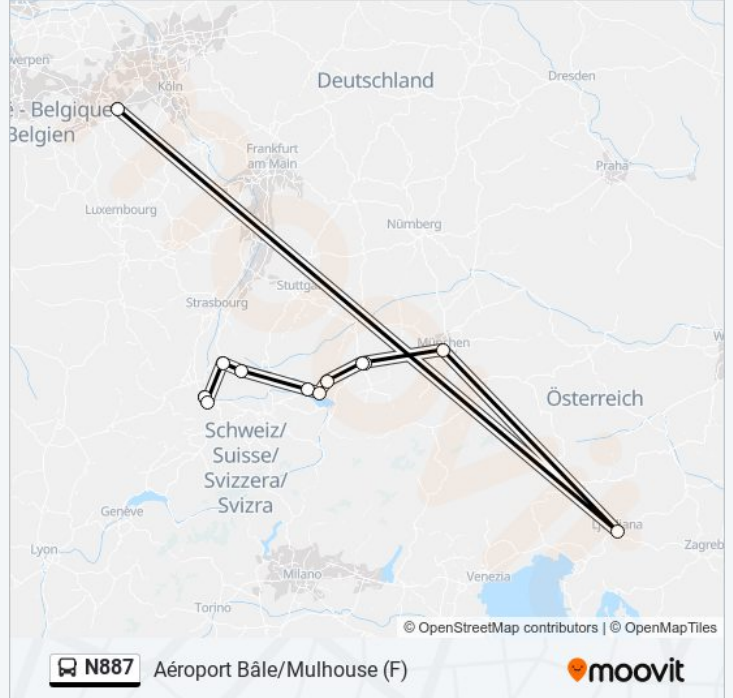 Deutschland
Dresden
Köln
é - Belgique
Belgien
Frankfurt
am Main
Praha
Luxembourg
Nürnberg
Stuttga
Strasbourg
München
Österreich
Schweiz/
Suisse/
Svizzera/
Svizra
Genève
Lyon
Zagreb
Milano
Venezia
Torino
© OpenStreetMap contributors | © OpenMapTiles
N887 Aéroport Bâle/Mulhouse (F)
moovit